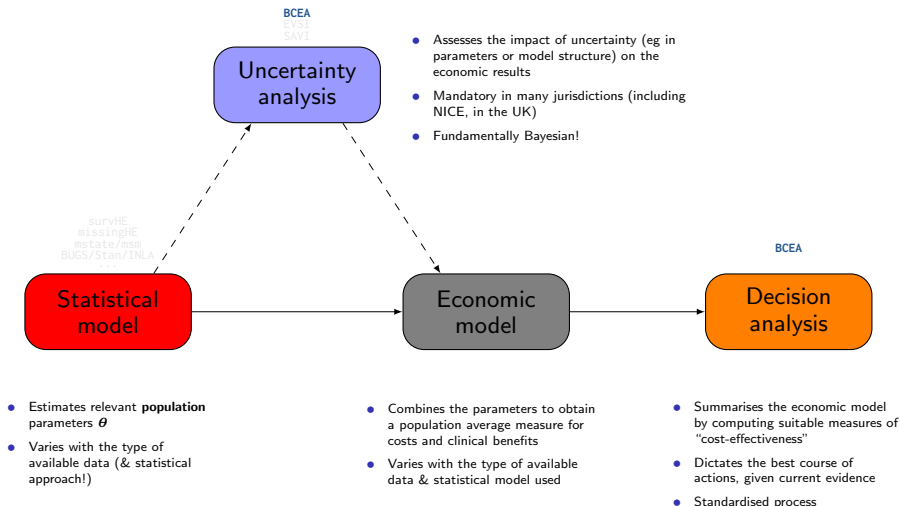 BCEA
EVSI
SAVI
Uncertainty
analysis
• Assesses the impact of uncertainty (eg in
parameters or model structure) on the
economic results
• Mandatory in many jurisdictions (including
NICE, in the UK)
• Fundamentally Bayesian!
survHE
missingHE
mstate/msm
BUGS/Stan/INLA
...
Statistical
model
Economic
model
BCEA
Decision
analysis
• Estimates relevant population
parameters θ
• Varies with the type of
available data (& statistical
approach!)
• Combines the parameters to obtain
a population average measure for
costs and clinical benefits
• Varies with the type of available
data & statistical model used
• Summarises the economic model
by computing suitable measures of
“cost-effectiveness”
• Dictates the best course of
actions, given current evidence
• Standardised process